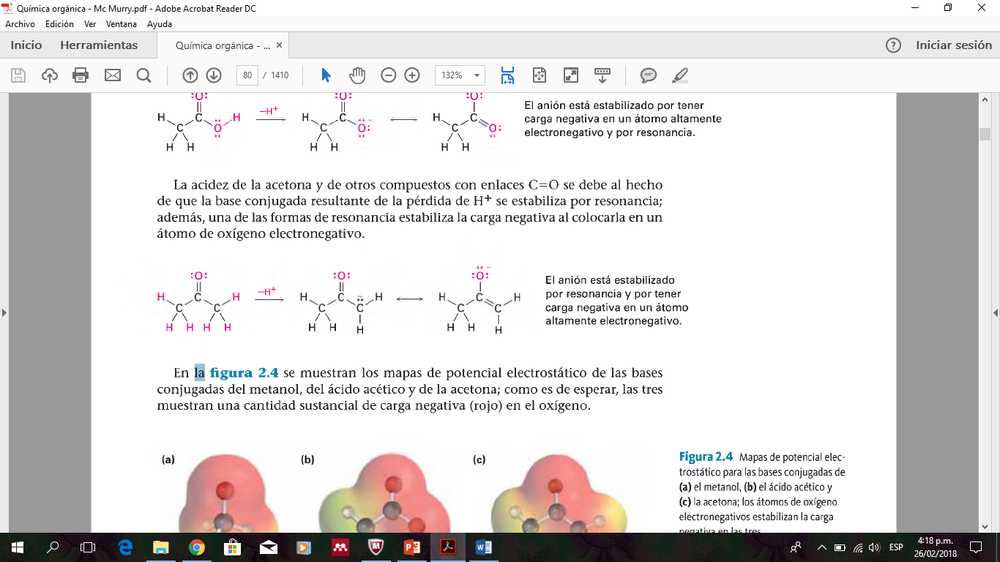 Química orgánica - Mc Murry.pdf - Adobe Acrobat Reader DC
Archivo Edición Ver Ventana Ayuda
Inicio Herramientas Química orgánica - ... × Iniciar sesión
80 / 1410 132%
:O: :O: :O:
H C O H −H⁺ H C O:⁻ H C O:
C C C
H H H H H H
El anión está estabilizado por tener
carga negativa en un átomo altamente
electronegativo y por resonancia.
La acidez de la acetona y de otros compuestos con enlaces C=O se debe al hecho
de que la base conjugada resultante de la pérdida de H⁺ se estabiliza por resonancia;
además, una de las formas de resonancia estabiliza la carga negativa al colocarla en un
átomo de oxígeno electronegativo.
:O: :O: :O:⁻
H C H −H⁺ H C H H C H
C C C C C C
H H H H H H H H H H
El anión está estabilizado
por resonancia y por tener
carga negativa en un átomo
altamente electronegativo.
En la figura 2.4 se muestran los mapas de potencial electrostático de las bases
conjugadas del metanol, del ácido acético y de la acetona; como es de esperar, las tres
muestran una cantidad sustancial de carga negativa (rojo) en el oxígeno.
(a) (b) (c)
Figura 2.4 Mapas de potencial elec-
trostático para las bases conjugadas de
(a) el metanol, (b) el ácido acético y
(c) la acetona; los átomos de oxígeno
electronegativos estabilizan la carga
negativa en las tres.
ESP
4:18 p.m.
26/02/2018